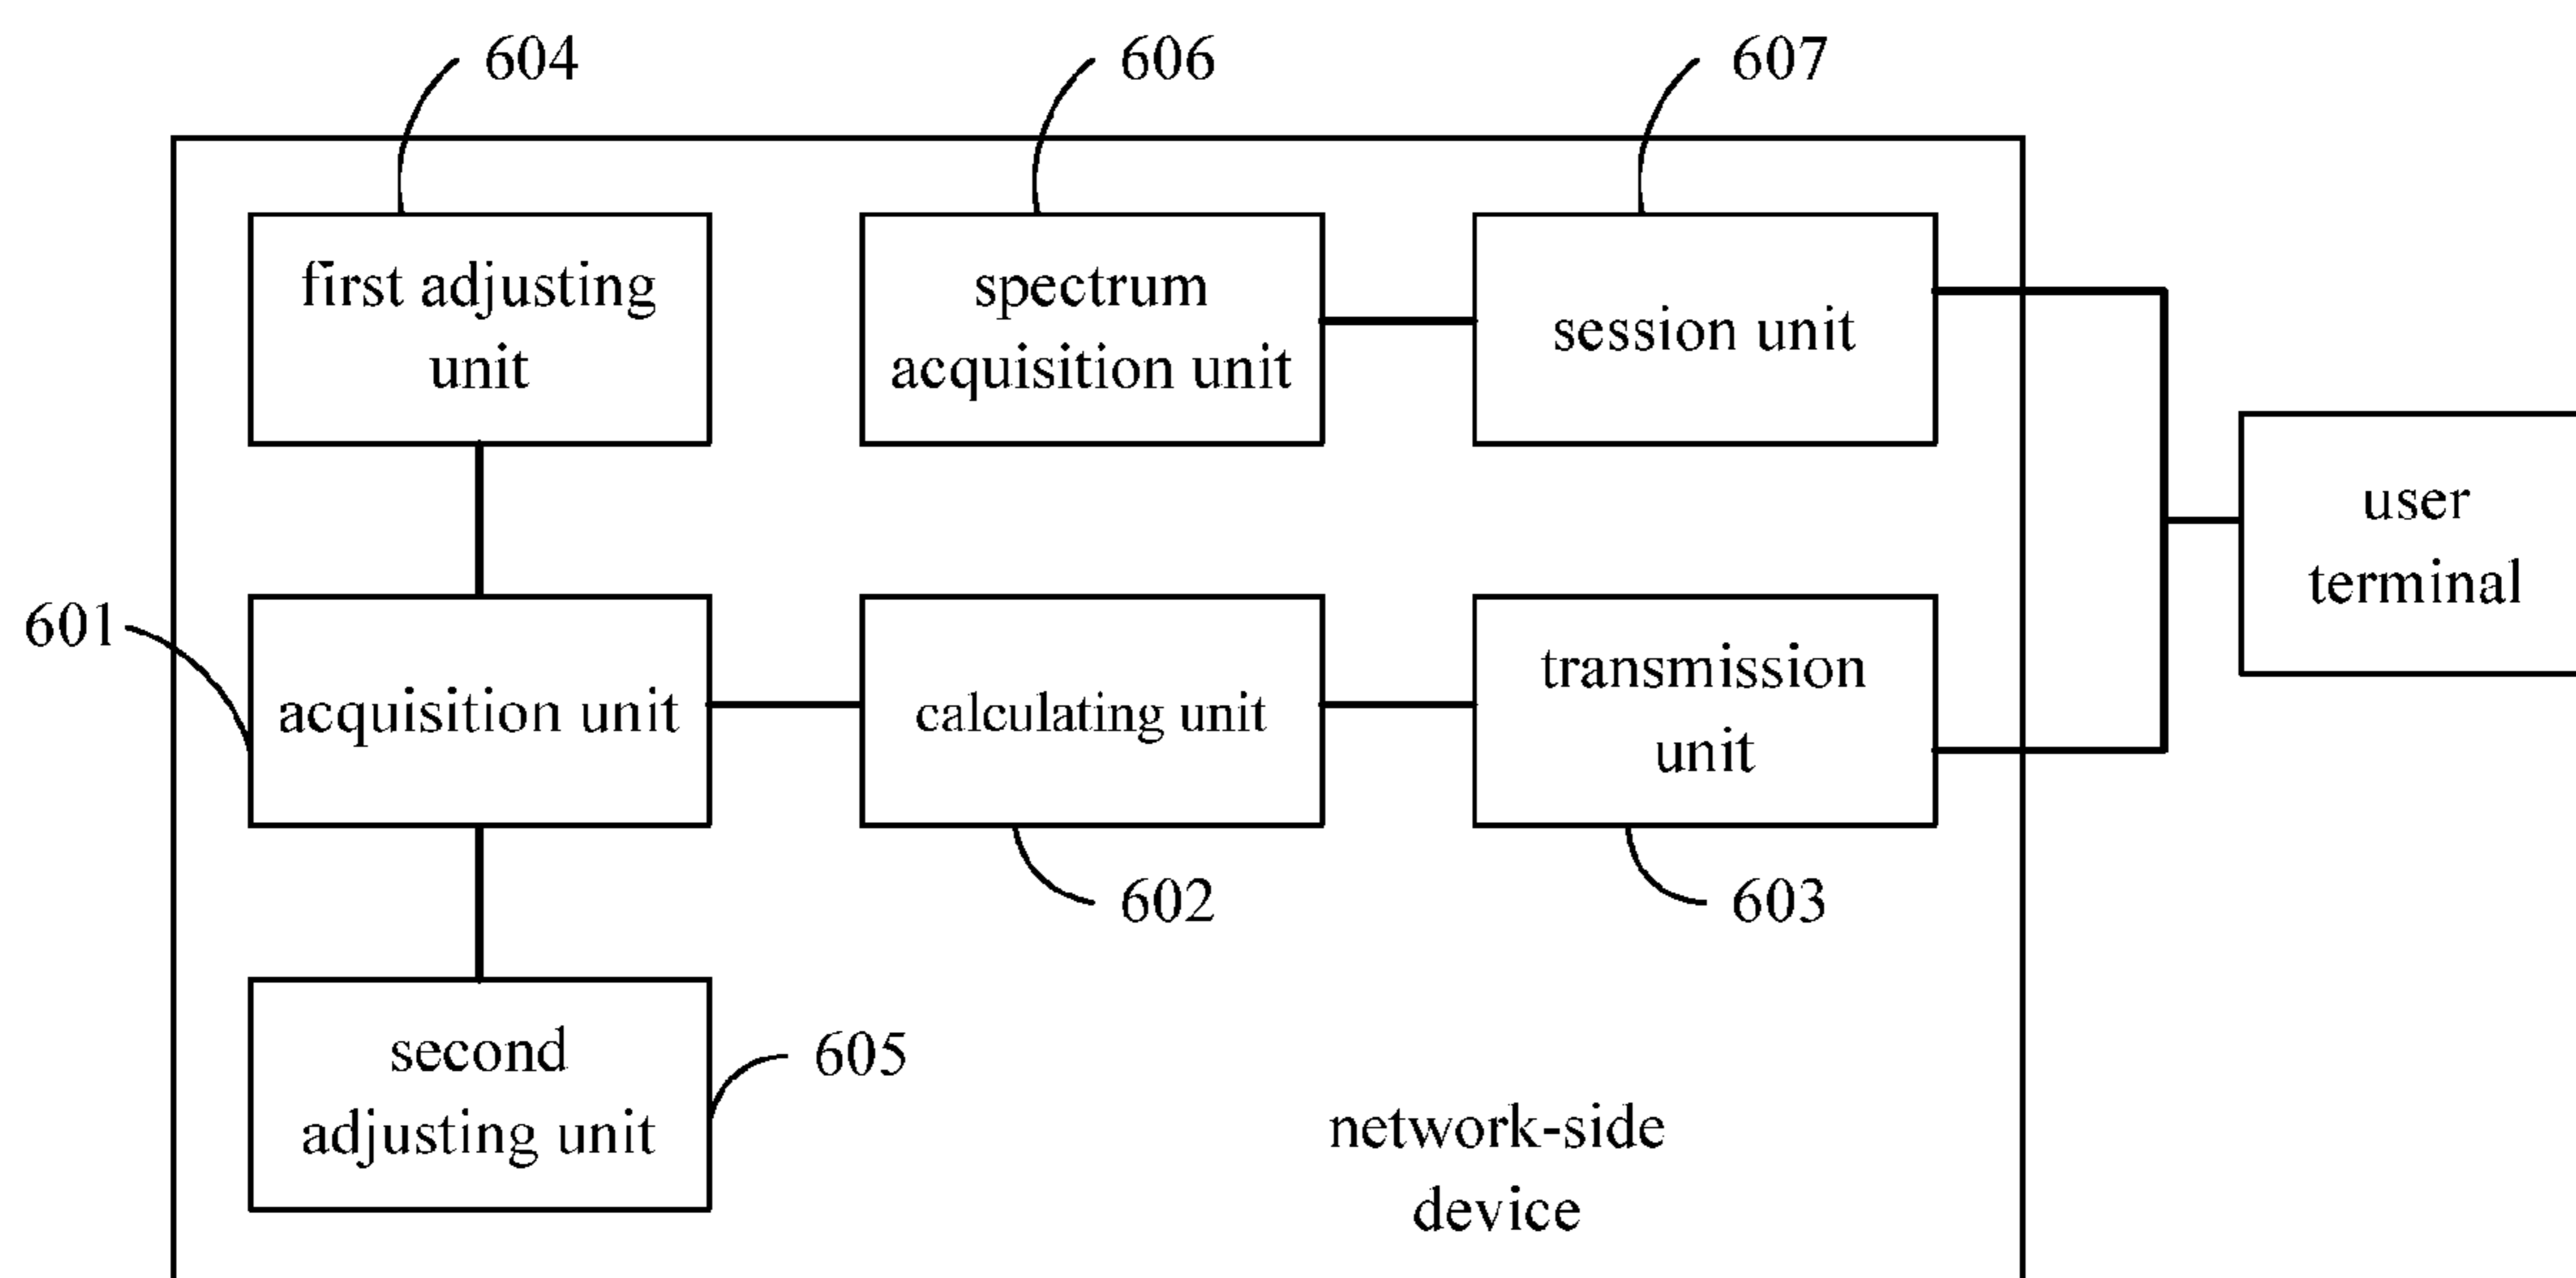 604
606
607
first adjusting
unit
spectrum
acquisition unit
session unit
user
terminal
601
acquisition unit
calculating unit
transmission
unit
602
603
second
adjusting unit
605
network-side
device